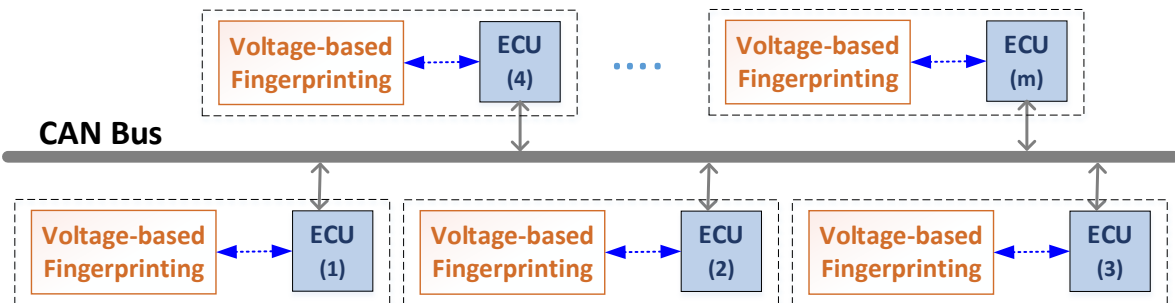 Voltage-based
Fingerprinting
ECU
(4)
Voltage-based
Fingerprinting
ECU
(m)
CAN Bus
Voltage-based
Fingerprinting
ECU
(1)
Voltage-based
Fingerprinting
ECU
(2)
Voltage-based
Fingerprinting
ECU
(3)